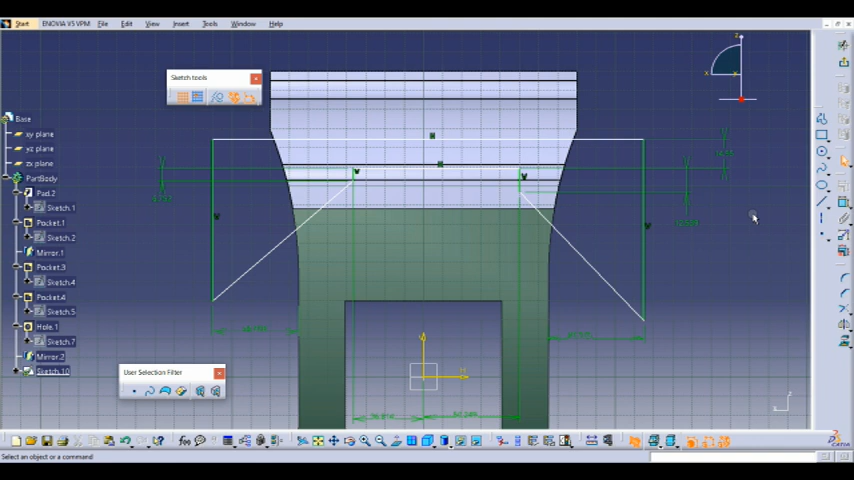 Start ENOVIA V5 VPM File Edit View Insert Tools Window Help
Sketch tools
Base
xy plane
yz plane
zx plane
PartBody
Pad.2
Sketch.1
Pocket.1
Sketch.2
Mirror.1
Pocket.3
Sketch.4
Pocket.4
Sketch.5
Hole.1
Sketch.7
Mirror.2
Sketch.10
User Selection Filter
Select an object or a command